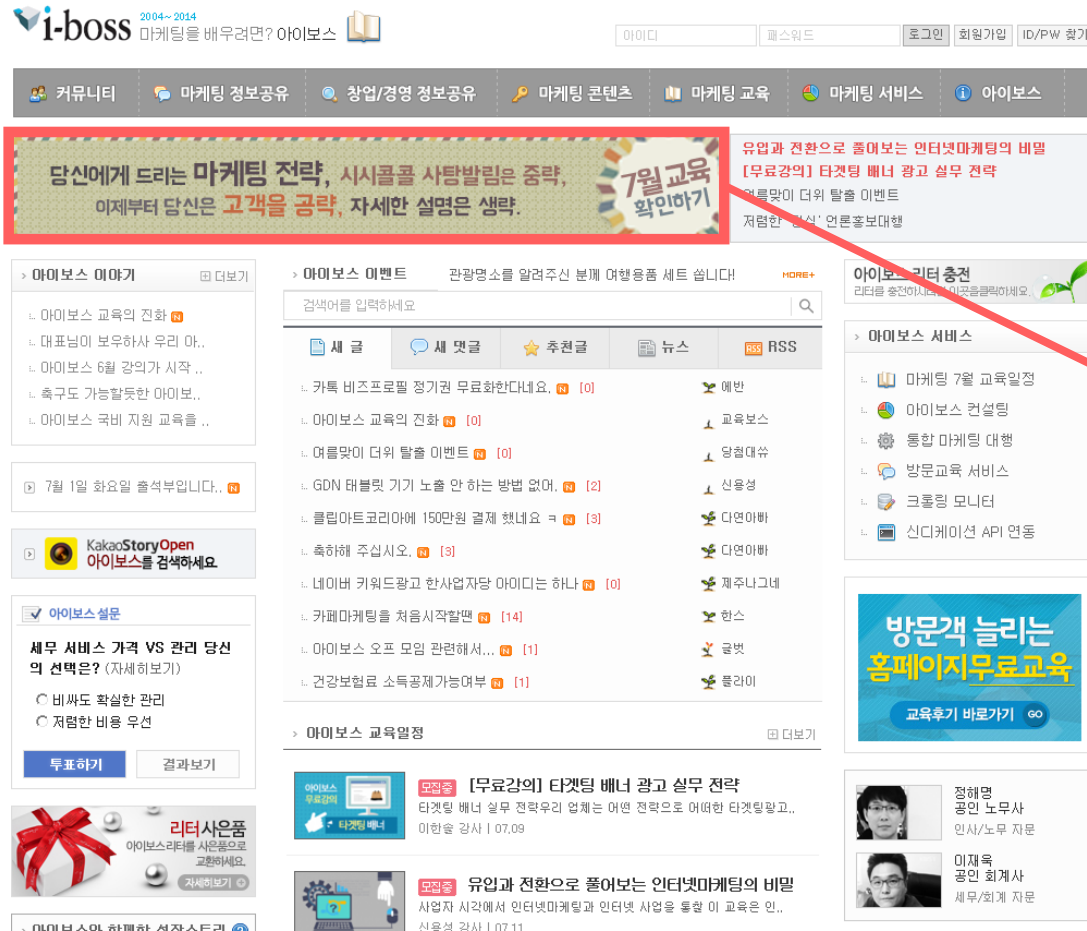 i-boss 2004~2014
마케팅을 배우려면? 아이보스
아이디
패스워드
로그인
회원가입
ID/PW 찾기
커뮤니티
마케팅 정보공유
창업/경영 정보공유
마케팅 콘텐츠
마케팅 교육
마케팅 서비스
아이보스
당신에게 드리는 마케팅 전략, 시시콜콜 사탕발림은 중략,
이제부터 당신은 고객을 공략, 자세한 설명은 생략.
7월 교육
확인하기
유입과 전환으로 풀어보는 인터넷마케팅의 비밀
[무료강의] 타겟팅 배너 광고 실무 전략
여름맞이 더위 탈출 이벤트
저렴한 '당신' 언론홍보대행
아이보스 이야기
더보기
아이보스 교육의 진화 N
대표님이 보우하사 우리 아..
아이보스 6월 강의가 시작 ..
축구도 가능할듯한 아이보..
아이보스 국비 지원 교육을 ..
7월 1일 화요일 출석부입니다.. N
KakaoStoryOpen
아이보스를 검색하세요
아이보스 설문
세무 서비스 가격 VS 관리 당신
의 선택은? (자세히보기)
비싸도 확실한 관리
저렴한 비용 우선
투표하기
결과보기
리터 사은품
아이보스리터를 사은품으로
교환하세요.
자세히보기
아이보스와 함께한 성장스토리
아이보스 이벤트
관광명소를 알려주신 분께 여행용품 세트 쏩니다!
MORE+
검색어를 입력하세요
새 글
새 댓글
추천글
뉴스
RSS RSS
카톡 비즈프로필 정기권 무료화한다네요. N [0] 에반
아이보스 교육의 진화 N [0] 교육보스
여름맞이 더위 탈출 이벤트 N [0] 당첨대쓔
GDN 태블릿 기기 노출 안 하는 방법 없어. N [2] 신용성
클립아트코리아에 150만원 결제 했네요 ㅋ N [3] 다연아빠
축하해 주십시오. N [3] 다연아빠
네이버 키워드광고 한사업자당 아이디는 하나 N [0] 제주나그네
카페마케팅을 처음시작할땐 N [14] 한스
아이보스 오프 모임 관련해서... N [1] 글벗
건강보험료 소득공제가능여부 N [1] 플라이
아이보스 교육일정
더보기
아이보스
무료강의
타겟팅 배너
모집중 [무료강의] 타겟팅 배너 광고 실무 전략
타겟팅 배너 실무 전략우리 업체는 어떤 전략으로 어떠한 타겟팅광고..
이한솔 강사 | 07.09
모집중 유입과 전환으로 풀어보는 인터넷마케팅의 비밀
사업자 시각에서 인터넷마케팅과 인터넷 사업을 통찰 이 교육은 인..
신용성 강사 | 07.11
아이보스 리터 충전
아이보스 서비스
마케팅 7월 교육일정
아이보스 컨설팅
통합 마케팅 대행
방문교육 서비스
크롤링 모니터
신디케이션 API 연동
방문객 늘리는
홈페이지무료교육
교육후기 바로가기 GO
정해명
공인 노무사
인사/노무 자문
이재욱
공인 회계사
세무/회계 자문